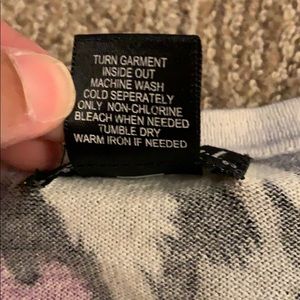 TURN GARMENT
INSIDE OUT
MACHINE WASH
COLD SEPERATELY
ONLY NON-CHLORINE
BLEACH WHEN NEEDED
TUMBLE DRY
WARM IRON IF NEEDED